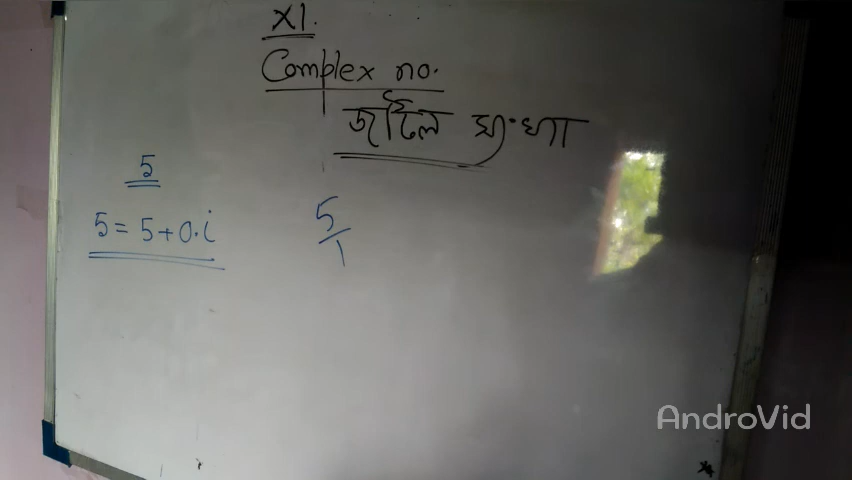 XI.
Complex no.
জটিল সংখ্যা
5
5 = 5+0.i
5/1
AndroVid